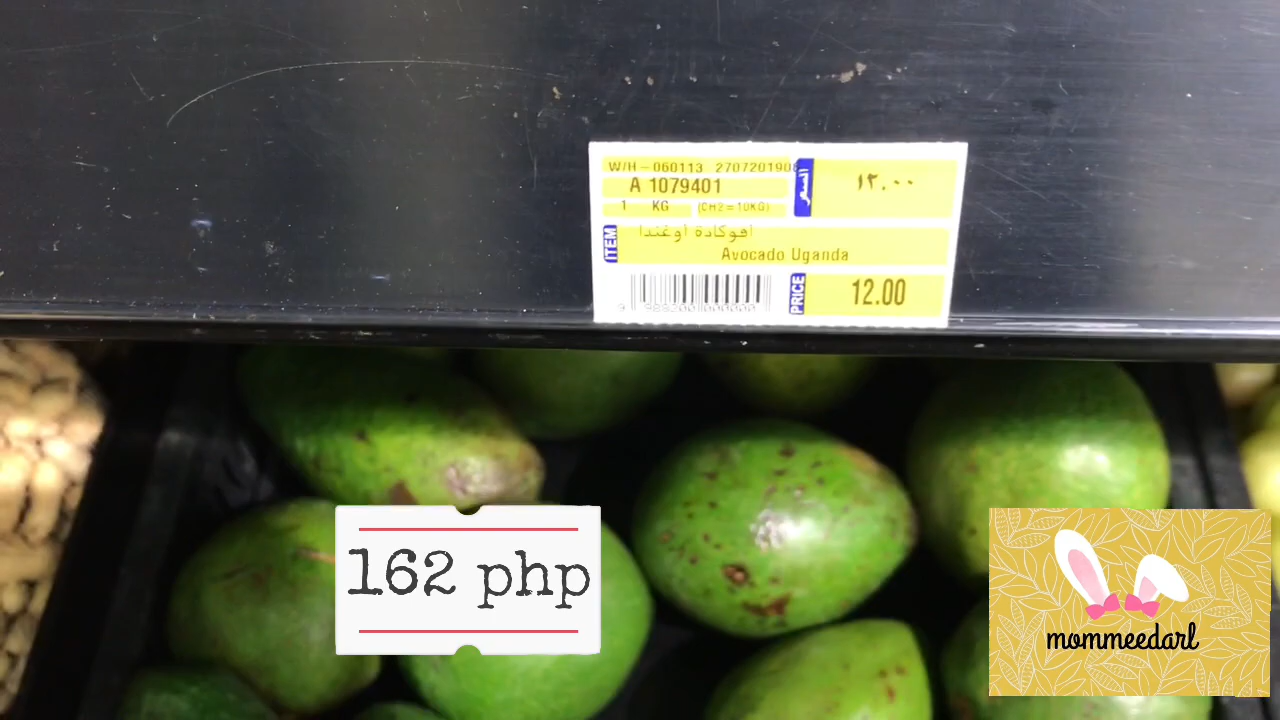 W/H-060113 270720190
A 1079401
1 KG (CH2=10KG)
السعر
١٢.٠٠
ITEM
افوكادة اوغندا
Avocado Uganda
PRICE
12.00
162 php
mommeedarl